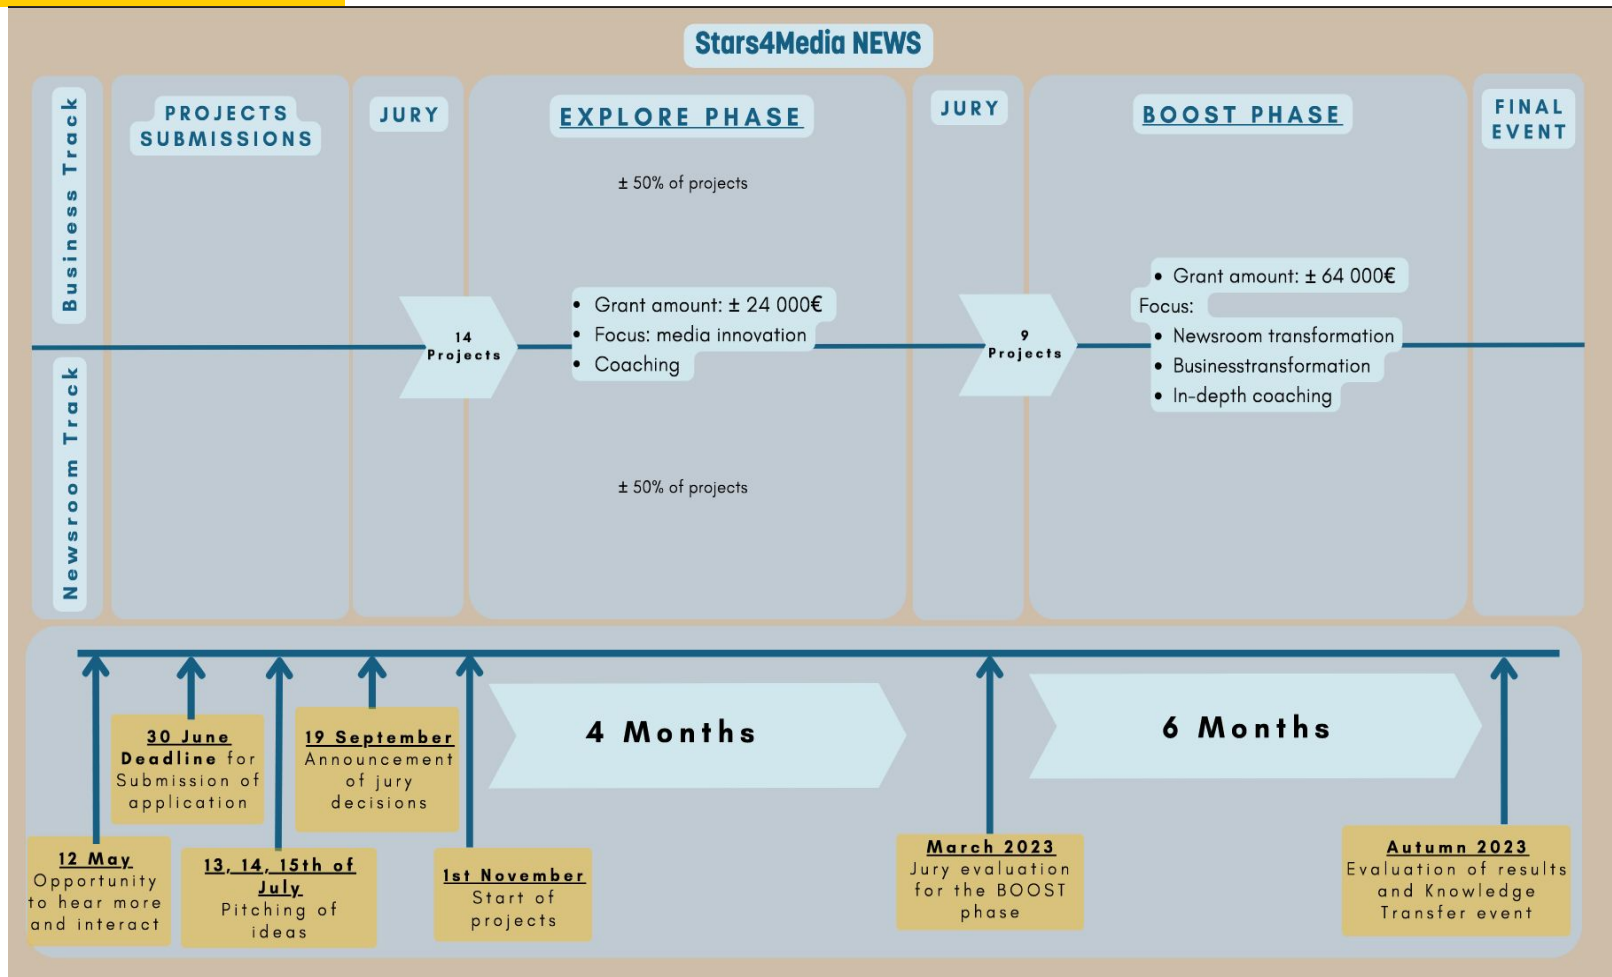 Stars4Media NEWS
Business Track
Newsroom Track
PROJECTS
SUBMISSIONS
JURY
EXPLORE PHASE
JURY
BOOST PHASE
FINAL
EVENT
± 50% of projects
14
Projects
• Grant amount: ± 24 000€
• Focus: media innovation
• Coaching
± 50% of projects
9
Projects
• Grant amount: ± 64 000€
Focus:
• Newsroom transformation
• Businesstransformation
• In-depth coaching
4 Months
6 Months
12 May
Opportunity
to hear more
and interact
30 June
Deadline for
Submission of
application
13, 14, 15th of
July
Pitching of
ideas
19 September
Announcement
of jury
decisions
1st November
Start of
projects
March 2023
Jury evaluation
for the BOOST
phase
Autumn 2023
Evaluation of results
and Knowledge
Transfer event